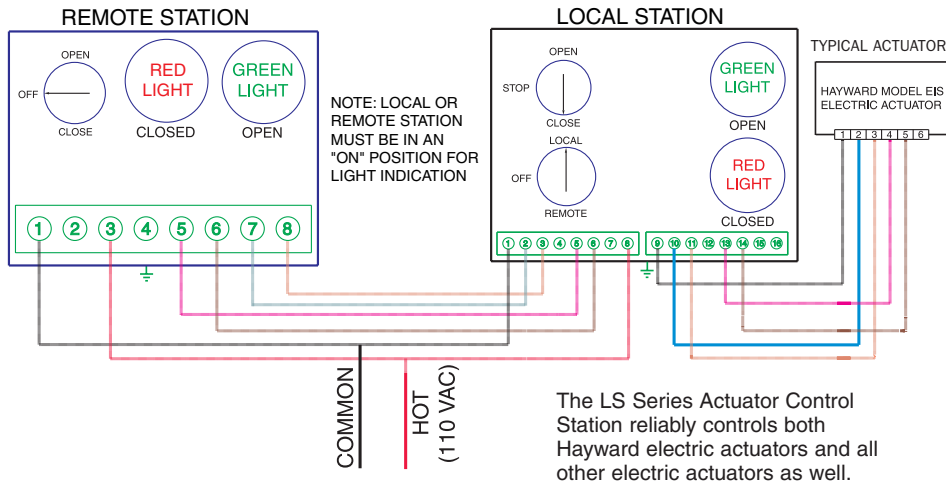 REMOTE STATION
OPEN
OFF
CLOSE
RED
LIGHT
CLOSED
GREEN
LIGHT
OPEN
1 2 3 4 5 6 7 8
NOTE: LOCAL OR
REMOTE STATION
MUST BE IN AN
"ON" POSITION FOR
LIGHT INDICATION
LOCAL STATION
OPEN
STOP
CLOSE
LOCAL
OFF
REMOTE
GREEN
LIGHT
OPEN
RED
LIGHT
CLOSED
1 2 3 4 5 6 7 8
9 10 11 12 13 14 15 16
TYPICAL ACTUATOR
HAYWARD MODEL EIS
ELECTRIC ACTUATOR
1 2 3 4 5 6
COMMON
HOT
(110 VAC)
The LS Series Actuator Control
Station reliably controls both
Hayward electric actuators and all
other electric actuators as well.